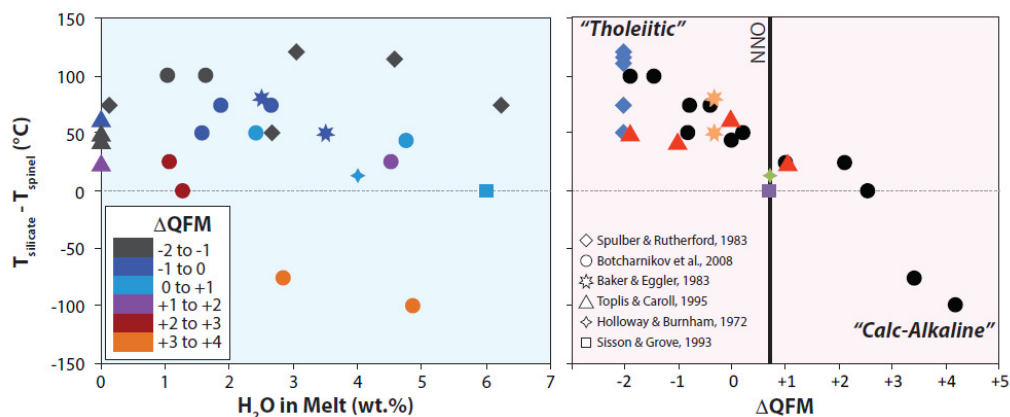 150
100
50
0
-50
-100
-150
T silicate - T spinel (°C)
0
1
2
3
4
5
6
7
H2O in Melt (wt.%)
ΔQFM
-2 to -1
-1 to 0
0 to +1
+1 to +2
+2 to +3
+3 to +4
"Tholeiitic"
NNO
"Calc-Alkaline"
Spulber & Rutherford, 1983
Botcharnikov et al., 2008
Baker & Eggler, 1983
Toplis & Caroll, 1995
Holloway & Burnham, 1972
Sisson & Grove, 1993
-2
-1
0
+1
+2
+3
+4
+5
ΔQFM